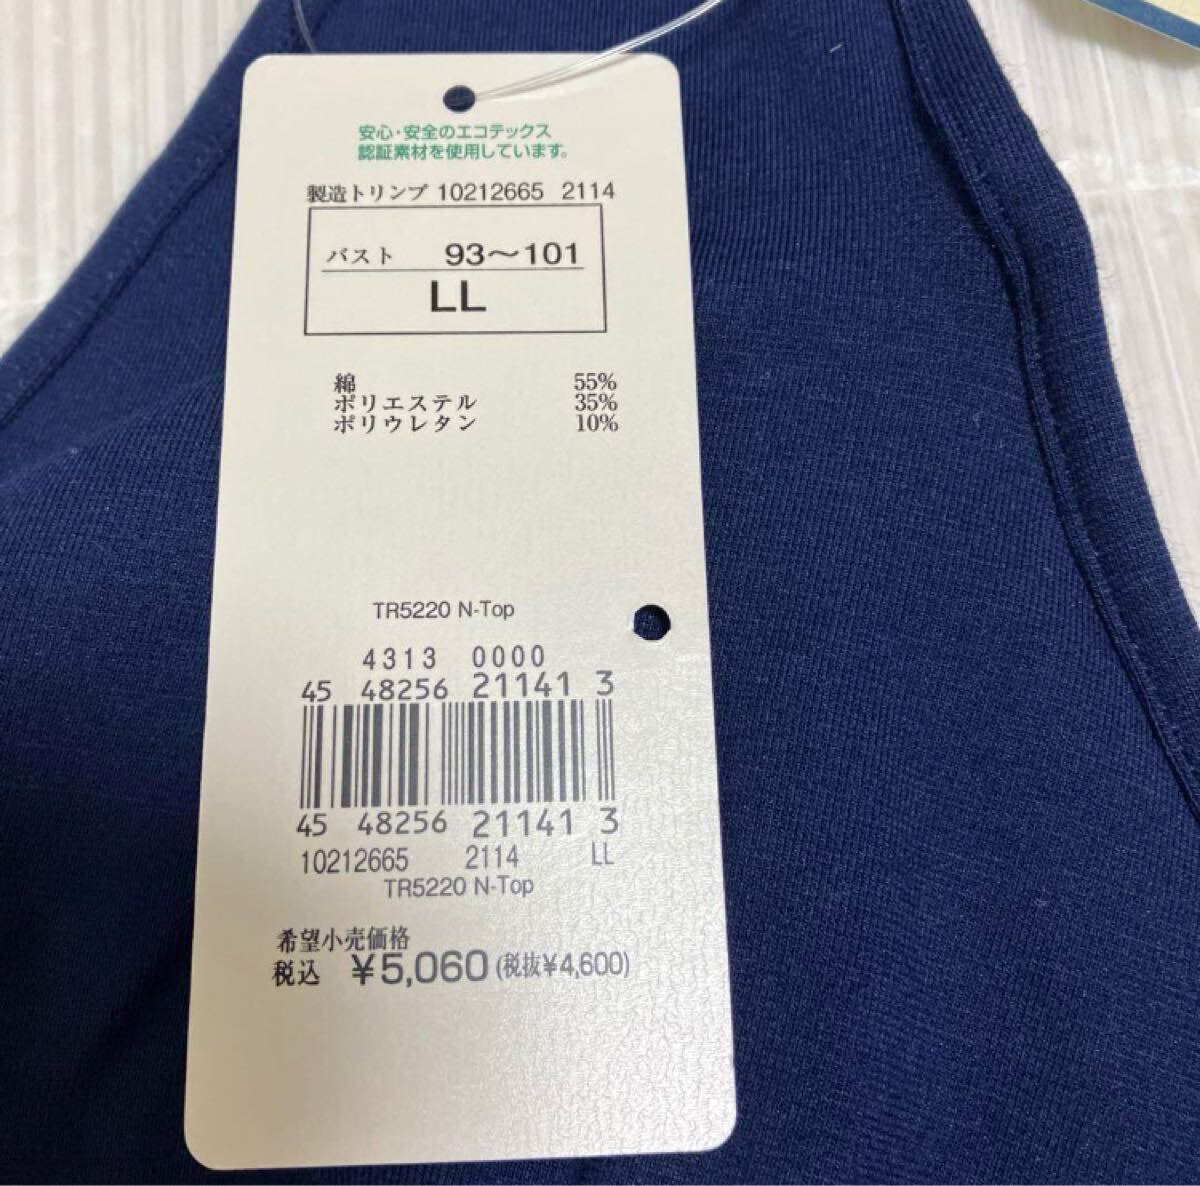 安心・安全のエコテックス
認証素材を使用しています。
製造トリンプ 10212665 2114
バスト 93～101
LL
綿 55%
ポリエステル 35%
ポリウレタン 10%
TR5220 N-Top
4313 0000
45 48256 21141 3
45 48256 21141 3
10212665 2114 LL
TR5220 N-Top
希望小売価格
税込 ¥5,060 (税抜¥4,600)